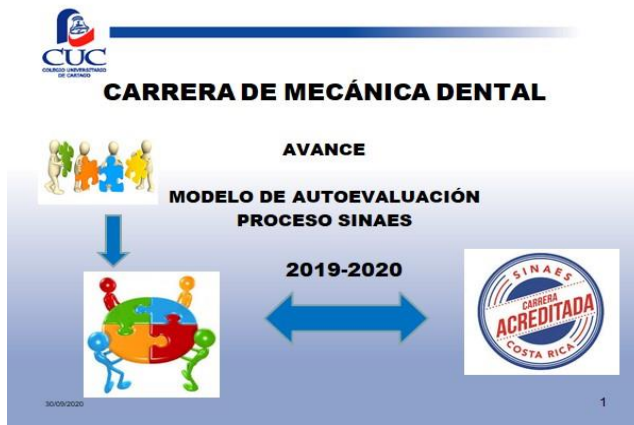 CUC
COLEGIO UNIVERSITARIO
DE CARTAGO
CARRERA DE MECÁNICA DENTAL
AVANCE
MODELO DE AUTOEVALUACIÓN
PROCESO SINAES
2019-2020
SINAES
CARRERA
ACREDITADA
COSTA RICA
30/09/2020
1